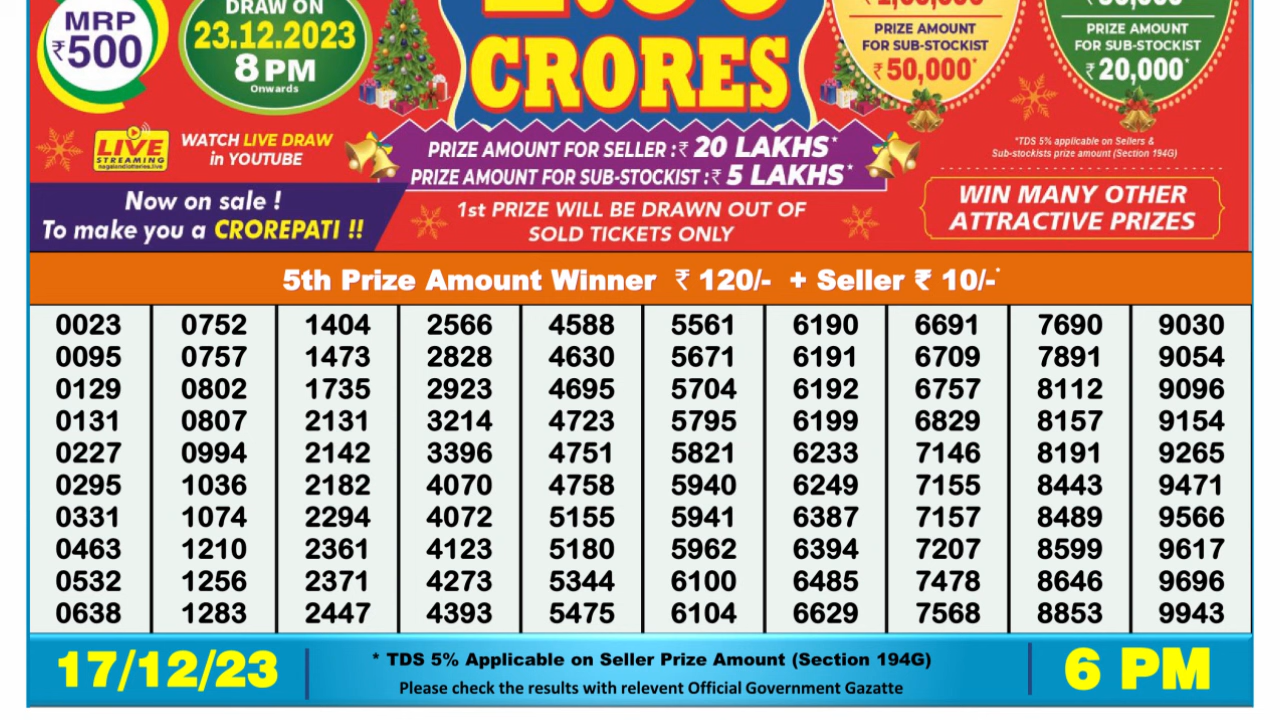 MRP
₹500
DRAW ON
23.12.2023
8 PM
Onwards
CRORES
PRIZE AMOUNT
FOR SUB-STOCKIST
₹ 50,000*
PRIZE AMOUNT
FOR SUB-STOCKIST
₹ 20,000*
LIVE
STREAMING
nagalandlotteries.live
WATCH LIVE DRAW
in YOUTUBE
PRIZE AMOUNT FOR SELLER :₹ 20 LAKHS*
PRIZE AMOUNT FOR SUB-STOCKIST :₹ 5 LAKHS*
*TDS 5% applicable on Sellers &
Sub-stockists prize amount (Section 194G)
Now on sale !
To make you a CROREPATI !!
1st PRIZE WILL BE DRAWN OUT OF
SOLD TICKETS ONLY
WIN MANY OTHER
ATTRACTIVE PRIZES
5th Prize Amount Winner ₹ 120/- + Seller ₹ 10/-*
0023 0752 1404 2566 4588 5561 6190 6691 7690 9030
0095 0757 1473 2828 4630 5671 6191 6709 7891 9054
0129 0802 1735 2923 4695 5704 6192 6757 8112 9096
0131 0807 2131 3214 4723 5795 6199 6829 8157 9154
0227 0994 2142 3396 4751 5821 6233 7146 8191 9265
0295 1036 2182 4070 4758 5940 6249 7155 8443 9471
0331 1074 2294 4072 5155 5941 6387 7157 8489 9566
0463 1210 2361 4123 5180 5962 6394 7207 8599 9617
0532 1256 2371 4273 5344 6100 6485 7478 8646 9696
0638 1283 2447 4393 5475 6104 6629 7568 8853 9943
17/12/23
* TDS 5% Applicable on Seller Prize Amount (Section 194G)
Please check the results with relevent Official Government Gazatte
6 PM